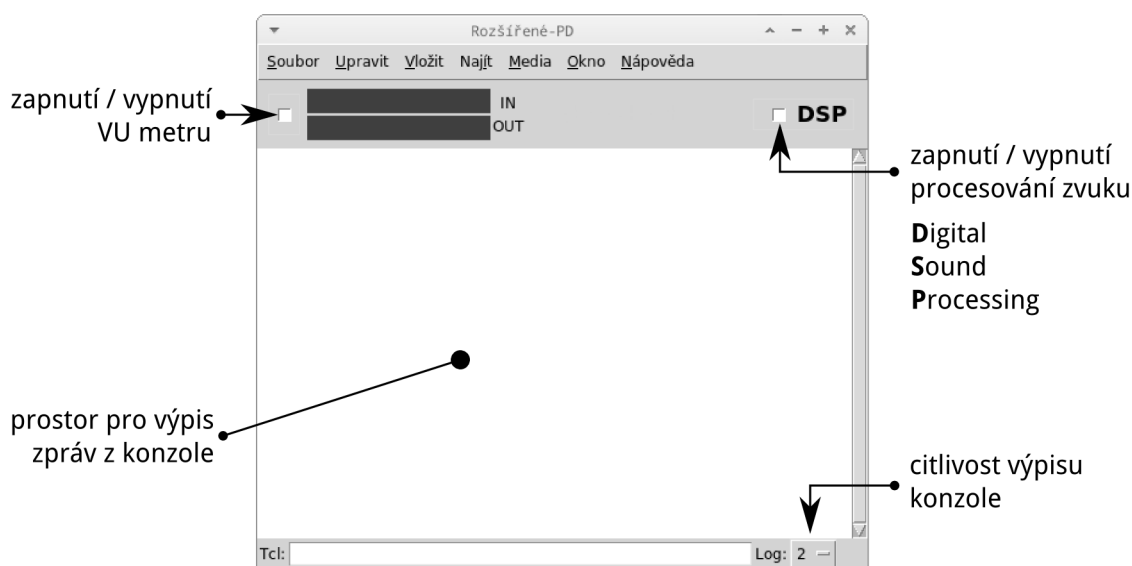 Rozšířené-PD
Soubor Upravit Vložit Najít Media Okno Nápověda
zapnutí / vypnutí
VU metru
IN
OUT
DSP
zapnutí / vypnutí
procesování zvuku
Digital
Sound
Processing
prostor pro výpis
zpráv z konzole
citlivost výpisu
konzole
Tcl:
Log: 2